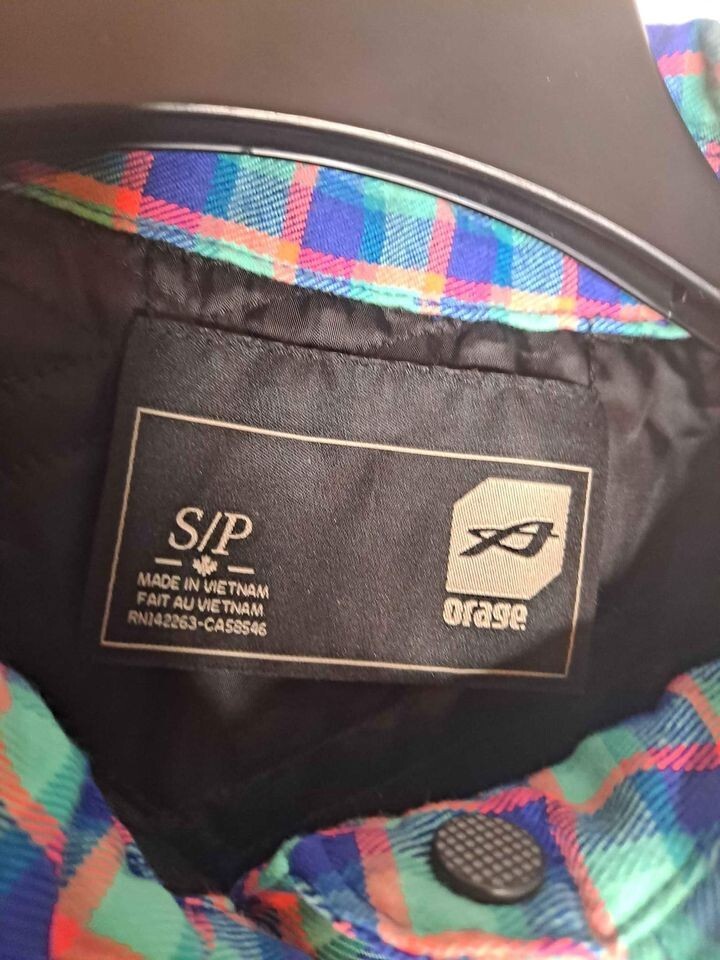 S/P
MADE IN VIETNAM
FAIT AU VIETNAM
RN142263-CA58546
orage